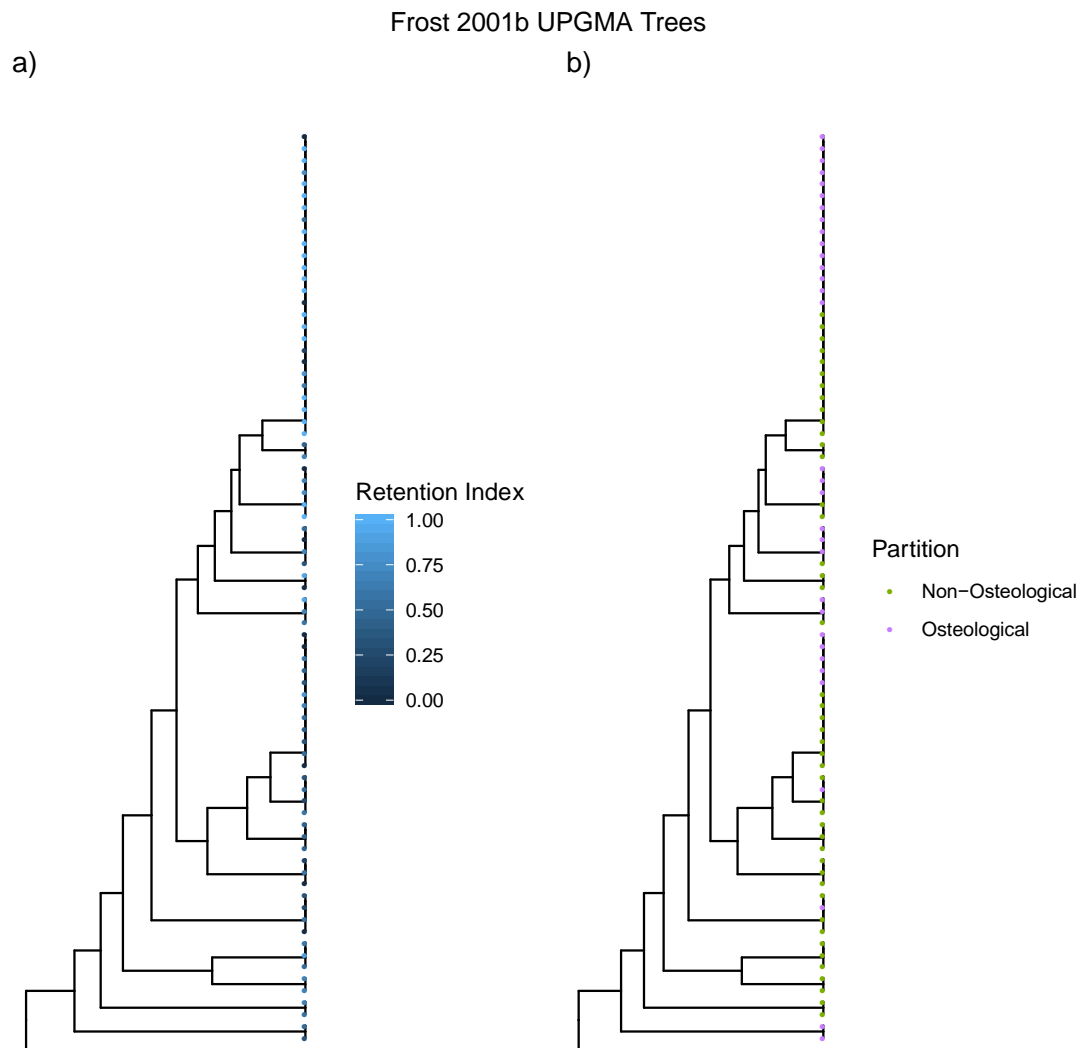 Frost 2001b UPGMA Trees
a)
b)
Retention Index
1.00
0.75
0.50
0.25
0.00
Partition
Non−Osteological
Osteological